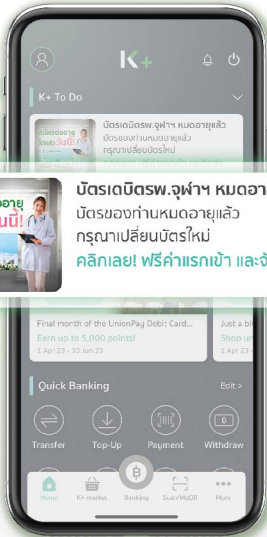 K+
K+ To Do
บัตรเดบิตรพ.จุฬาฯ หมดอายุแล้ว
บัตรของท่านหมดอายุแล้ว
กรุณาเปลี่ยนบัตรใหม่
บัตรเดบิตรพ.จุฬาฯ หมดอา
บัตรของท่านหมดอายุแล้ว
กรุณาเปลี่ยนบัตรใหม่
คลิกเลย! ฟรีค่าแรกเข้า และจั
Final month of the UnionPay Debit Card...
Earn up to 5,000 points!
1 Apr 23 - 30 Jun 23
Just a bi
Shop un
1 Apr 23 -
Quick Banking
Edit >
Transfer
Top-Up
Payment
Withdraw
Home
K+ market
Banking
Scan/MyQR
More